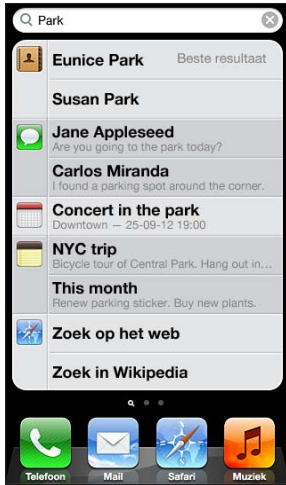 Park
Eunice Park Beste resultaat
Susan Park
Jane Appleseed
Are you going to the park today?
Carlos Miranda
I found a parking spot around the corner.
Concert in the park
Downtown — 25-09-12 19:00
NYC trip
Bicycle tour of Central Park. Hang out in...
This month
Renew parking sticker. Buy new plants.
Zoek op het web
Zoek in Wikipedia
Telefoon Mail Safari Muziek